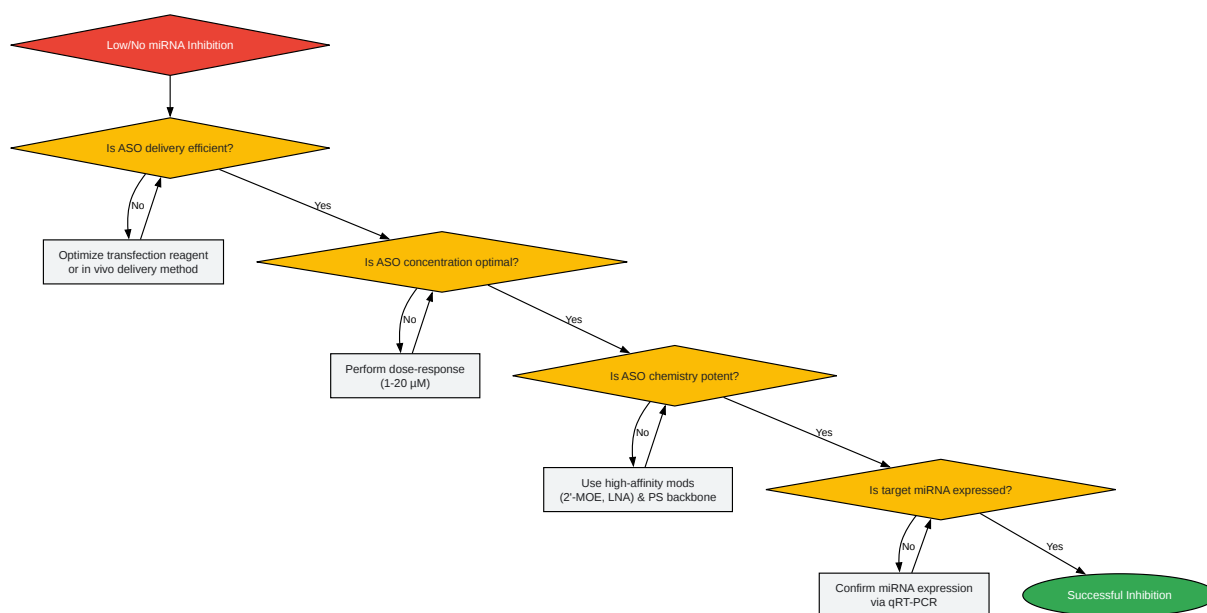 Low/No miRNA Inhibition
Is ASO delivery efficient?
No
Yes
Optimize transfection reagent
or in vivo delivery method
Is ASO concentration optimal?
No
Yes
Perform dose-response
(1-20 µM)
Is ASO chemistry potent?
No
Yes
Use high-affinity mods
(2'-MOE, LNA) & PS backbone
Is target miRNA expressed?
No
Yes
Confirm miRNA expression
via qRT-PCR
Successful Inhibition